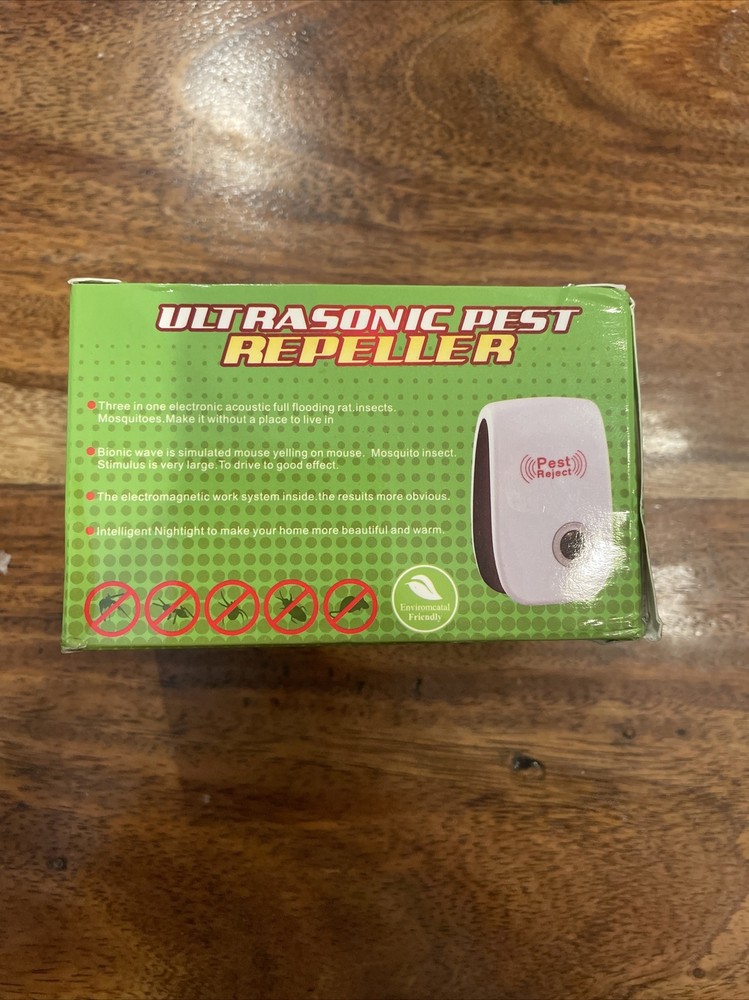 ULTRASONIC PEST
REPELLER
Three in one electronic acoustic full flooding rat.insects.
Mosquitoes.Make it without a place to live in
Bionic wave is simulated mouse yelling on mouse. Mosquito insect.
Stimulus is very large.To drive to good effect.
The electromagnetic work system inside.the results more obvious.
Intelligent Nightight to make your home more beautiful and warm.
Pest
Reject
Enviromcatal
Friendly